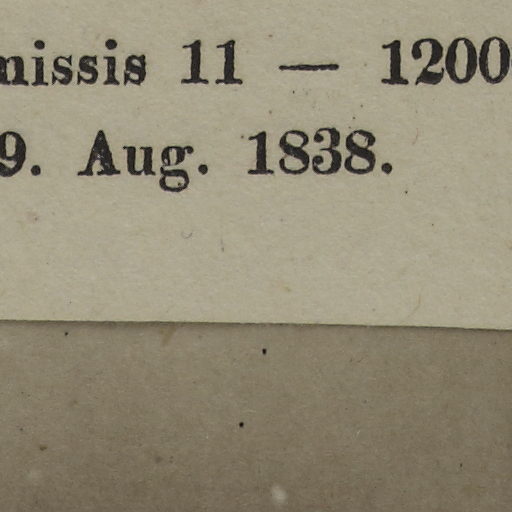 missis 11 — 1200
9. Aug. 1838.